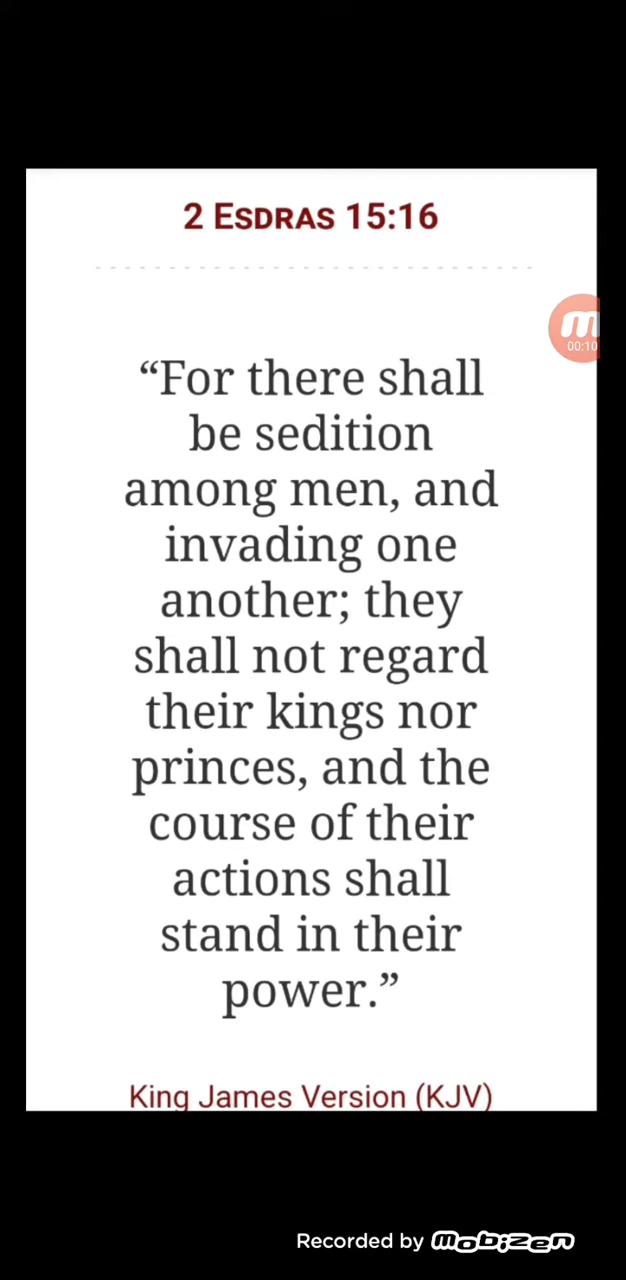 2 ESDRAS 15:16
“For there shall
be sedition
among men, and
invading one
another; they
shall not regard
their kings nor
princes, and the
course of their
actions shall
stand in their
power.”
King James Version (KJV)
m
00:10
Recorded by mobizen